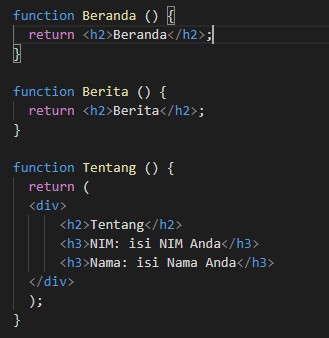 function Beranda () {
return <h2>Beranda</h2>;
}
function Berita () {
return <h2>Berita</h2>;
}
function Tentang () {
return (
<div>
<h2>Tentang</h2>
<h3>NIM: isi NIM Anda</h3>
<h3>Nama: isi Nama Anda</h3>
</div>
);
}